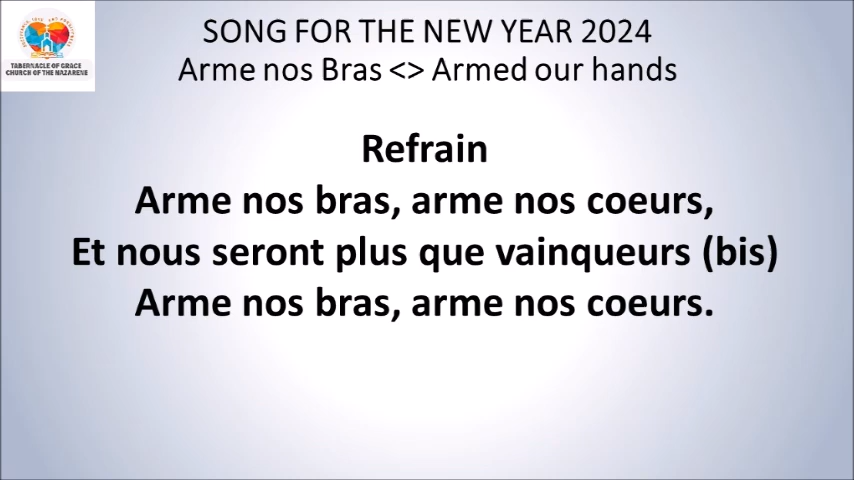 SONG FOR THE NEW YEAR 2024
Arme nos Bras <> Armed our hands
TABERNACLE OF GRACE
CHURCH OF THE NAZARENE
Refrain
Arme nos bras, arme nos coeurs,
Et nous seront plus que vainqueurs (bis)
Arme nos bras, arme nos coeurs.